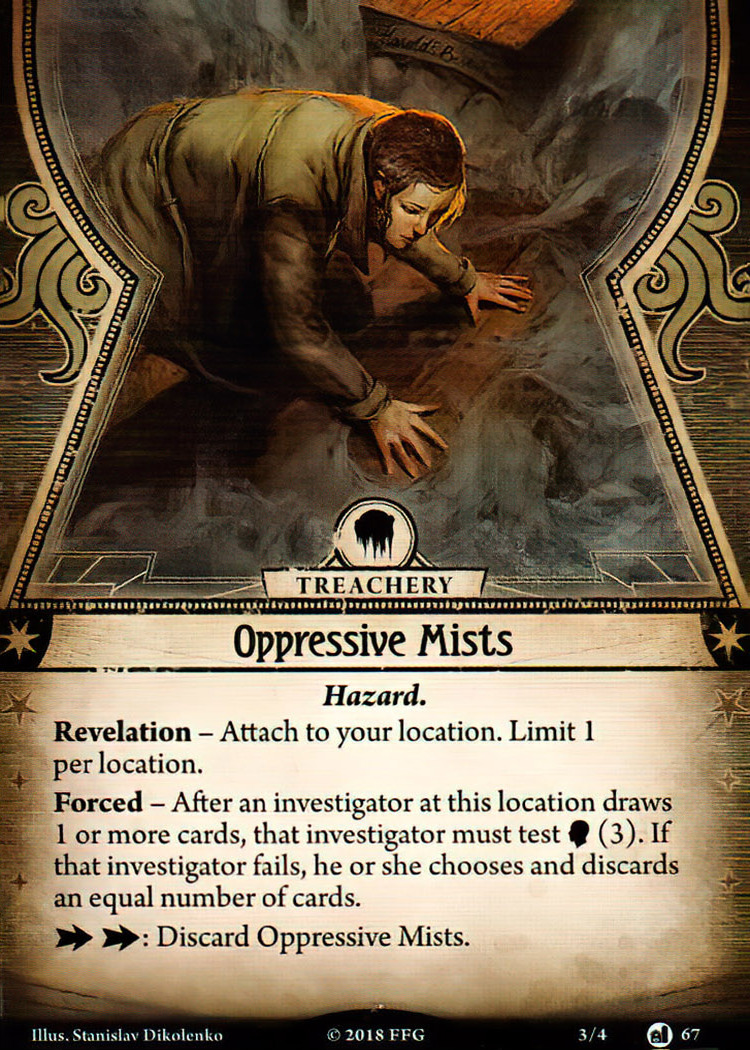 TREACHERY
Oppressive Mists
Hazard.
Revelation – Attach to your location. Limit 1
per location.
Forced – After an investigator at this location draws
1 or more cards, that investigator must test (3). If
that investigator fails, he or she chooses and discards
an equal number of cards.
: Discard Oppressive Mists.
Illus. Stanislav Dikolenko © 2018 FFG 3/4 67